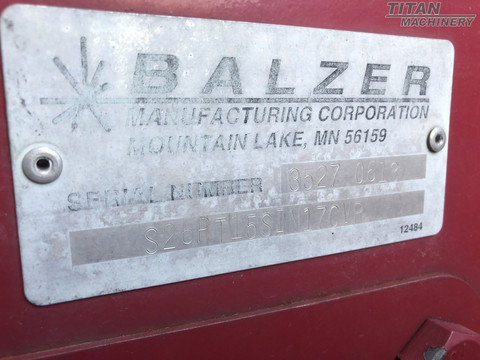 TITAN
MACHINERY
BALZER
MANUFACTURING CORPORATION
MOUNTAIN LAKE, MN 56159
SERIAL NUMBER
12484